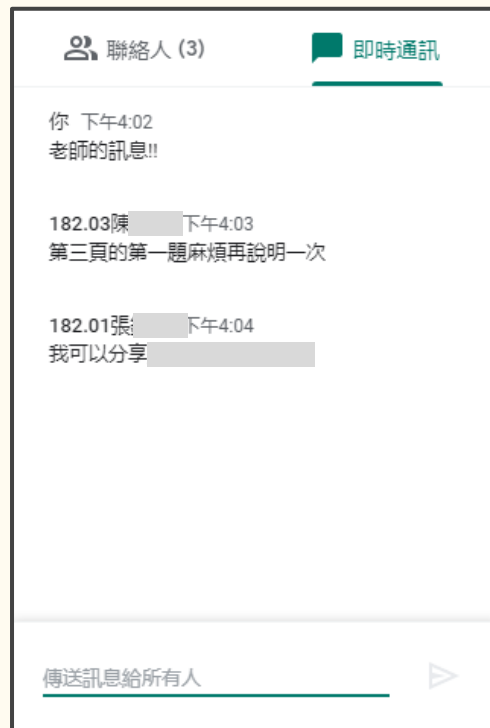 聯絡人 (3)
即時通訊
你 下午4:02
老師的訊息!!
182.03陳 下午4:03
第三頁的第一題麻煩再說明一次
182.01張 下午4:04
我可以分享
傳送訊息給所有人